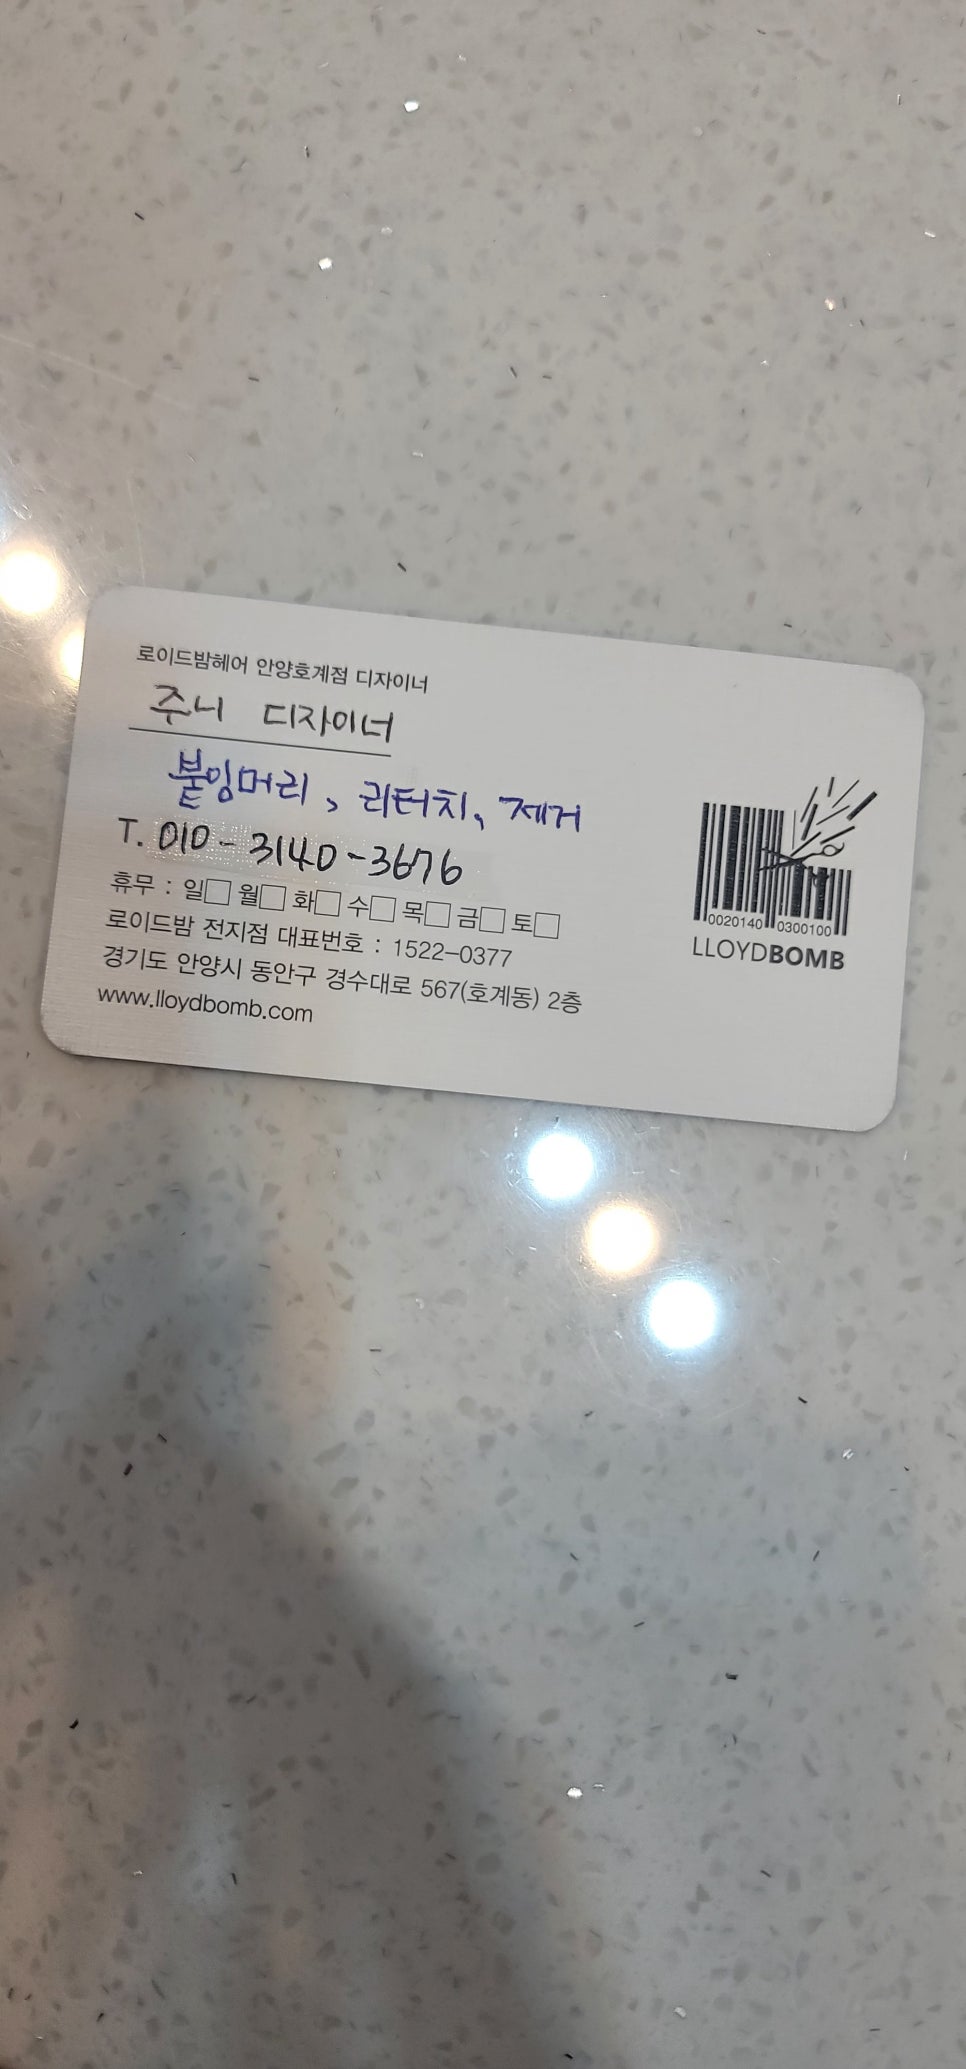 로이드밤헤어 안양호계점 디자이너
주니 디자이너
붙임머리, 리터치, 제거
T. 010-3140-3676
휴무 : 일□ 월□ 화□ 수□ 목□ 금□ 토□
로이드밤 전지점 대표번호 : 1522-0377
경기도 안양시 동안구 경수대로 567(호계동) 2층
www.lloydbomb.com
0020140 0300100
LLOYDBOMB